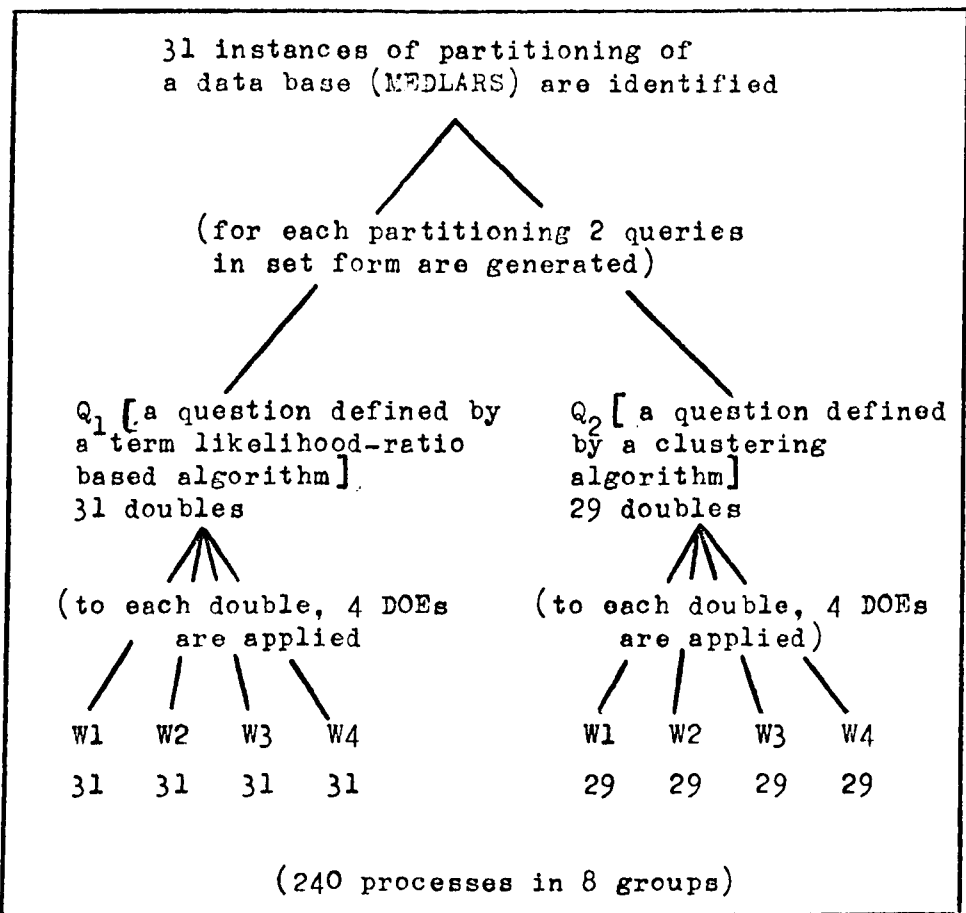 31 instances of partitioning of
a data base (MEDLARS) are identified
(for each partitioning 2 queries
in set form are generated)
Q1 [a question defined by
a term likelihood-ratio
based algorithm]
31 doubles
(to each double, 4 DOEs
are applied
W1 W2 W3 W4
31 31 31 31
Q2 [a question defined
by a clustering
algorithm]
29 doubles
(to each double, 4 DOEs
are applied)
W1 W2 W3 W4
29 29 29 29
(240 processes in 8 groups)